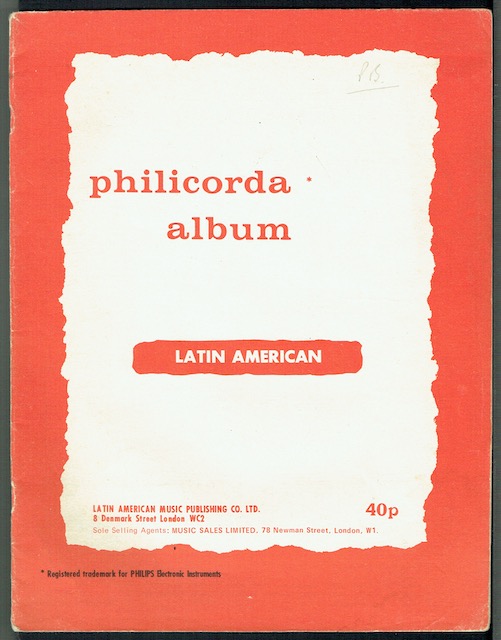 philicorda *
album
LATIN AMERICAN
LATIN AMERICAN MUSIC PUBLISHING CO. LTD.
8 Denmark Street London WC2
40p
Sole Selling Agents: MUSIC SALES LIMITED, 78 Newman Street, London, W1.
* Registered trademark for PHILIPS Electronic Instruments